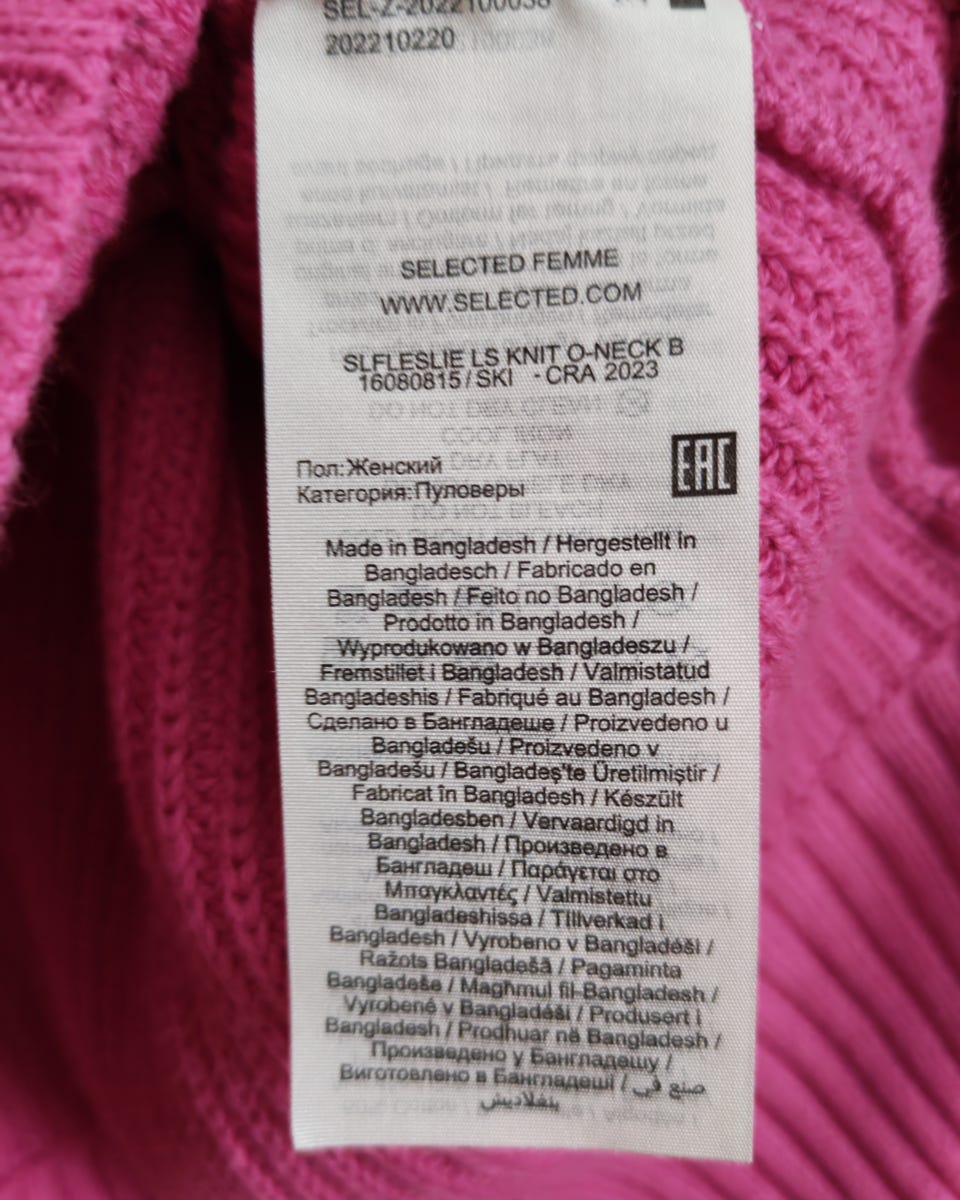 SEL-Z-2022100038
202210220
SELECTED FEMME
WWW.SELECTED.COM
SLFLESLIE LS KNIT O-NECK B
16080815/SKI - CRA 2023
Пол:Женский
Категория:Пуловеры
EAC
Made in Bangladesh / Hergestellt in
Bangladesch / Fabricado en
Bangladesh / Feito no Bangladesh /
Prodotto in Bangladesh /
Wyprodukowano w Bangladeszu /
Fremstillet i Bangladesh / Valmistatud
Bangladeshis / Fabriqué au Bangladesh /
Сделано в Бангладеше / Proizvedeno u
Bangladešu / Proizvedeno v
Bangladešu / Bangladeş'te Üretilmiştir /
Fabricat în Bangladesh / Készült
Bangladesben / Vervaardigd in
Bangladesh / Произведено в
Бангладеш / Παράγεται στο
Μπαγκλαντές / Valmistettu
Bangladeshissa / Tillverkad i
Bangladesh / Vyrobeno v Bangladéši /
Ražots Bangladešā / Pagaminta
Bangladeše / Maghmul fil-Bangladesh /
Vyrobené v Bangladéši / Produsert i
Bangladesh / Prodhuar në Bangladesh /
Произведено у Бангладешу /
Виготовлено в Бангладеші / صنع في
بنغلاديش